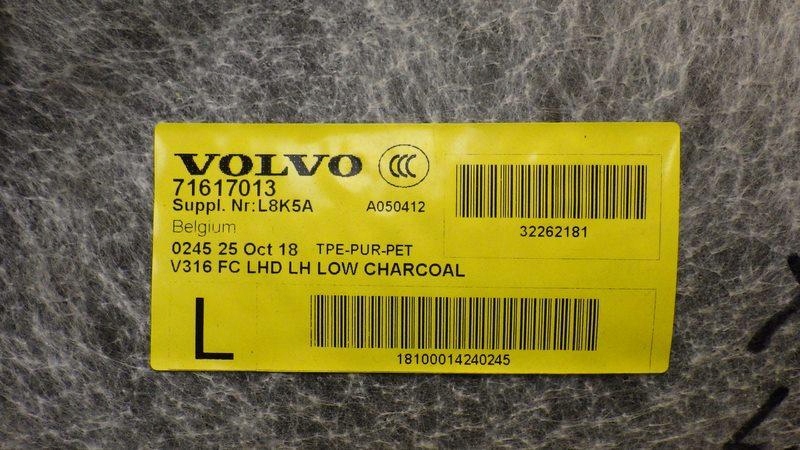 VOLVO CCC
71617013
Suppl. Nr:L8K5A A050412
Belgium
32262181
0245 25 Oct 18 TPE-PUR-PET
V316 FC LHD LH LOW CHARCOAL
L
18100014240245